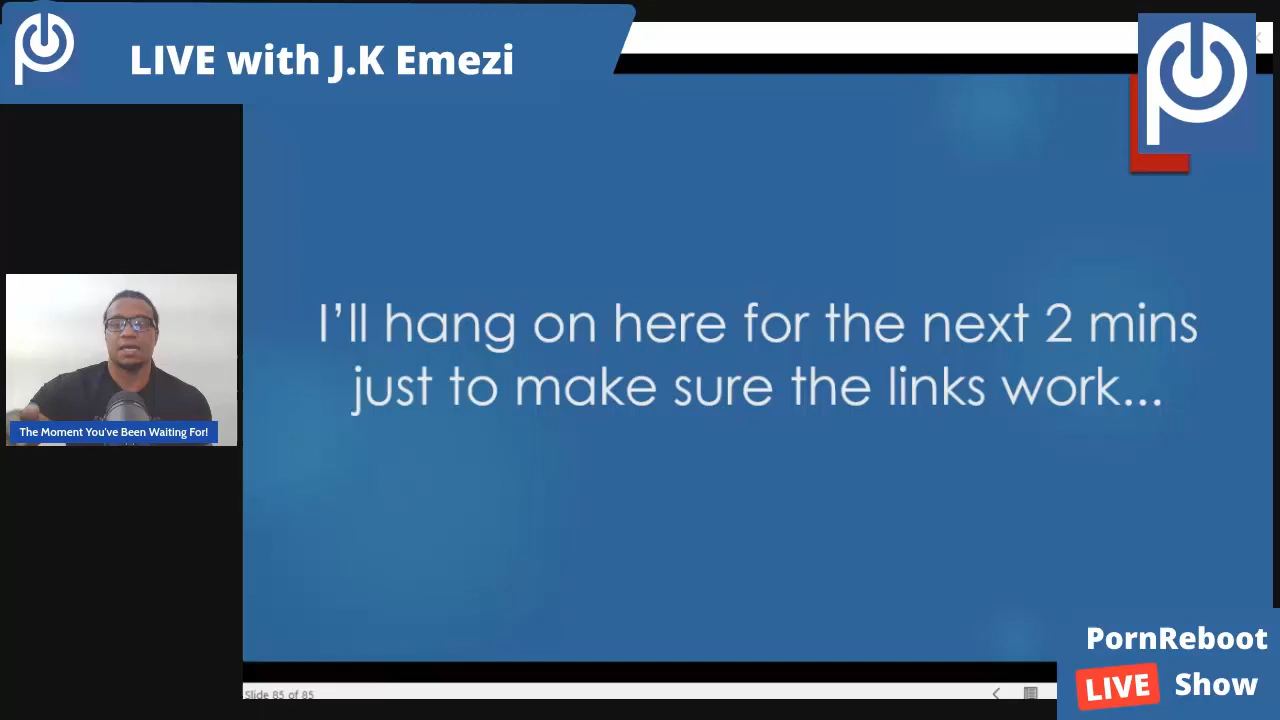 LIVE with J.K Emezi
I'll hang on here for the next 2 mins
just to make sure the links work...
The Moment You've Been Waiting For!
PornReboot
LIVE Show
Slide 85 of 85